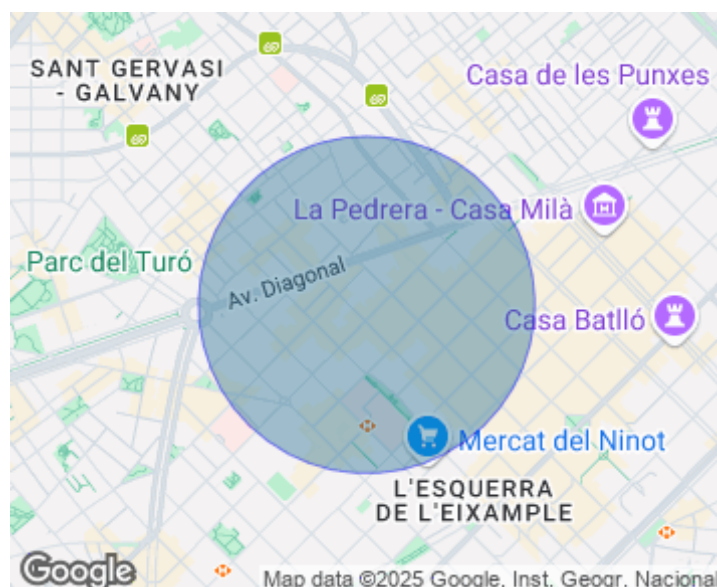 SANT GERVASI
- GALVANY
Casa de les Punxes
La Pedrera - Casa Milà
Parc del Turó
Av. Diagonal
Casa Batlló
Mercat del Ninot
L'ESQUERRA
DE L'EIXAMPLE
Google
Map data ©2025 Google, Inst. Geogr. Nacional